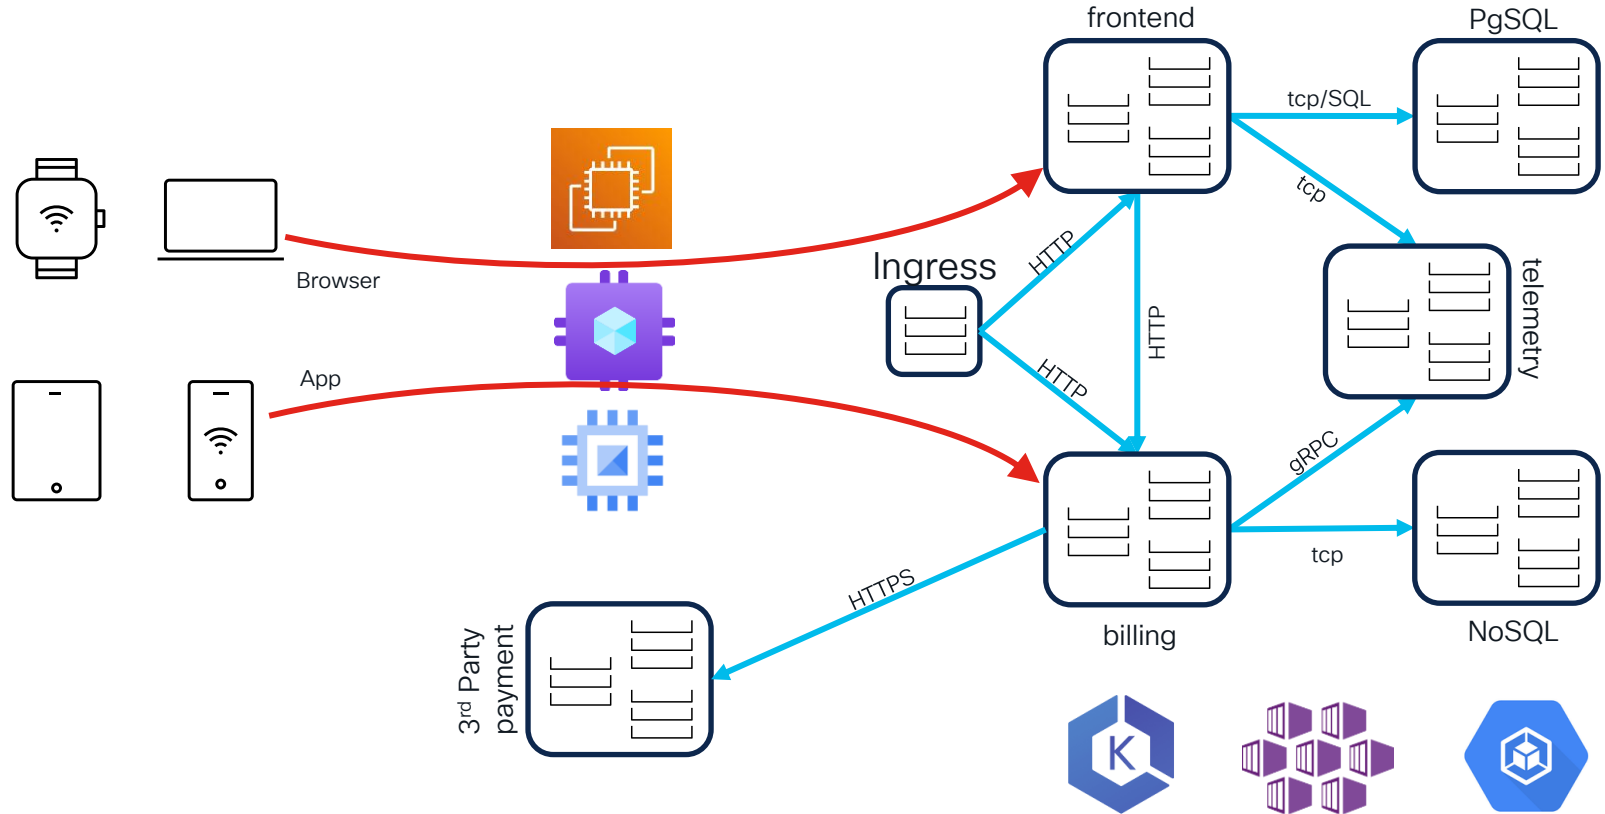 frontend
PgSQL
tcp/SQL
tcp
Browser
Ingress
HTTP
HTTP
HTTP
telemetry
App
gRPC
tcp
HTTPS
3rd Party
payment
billing
NoSQL
K